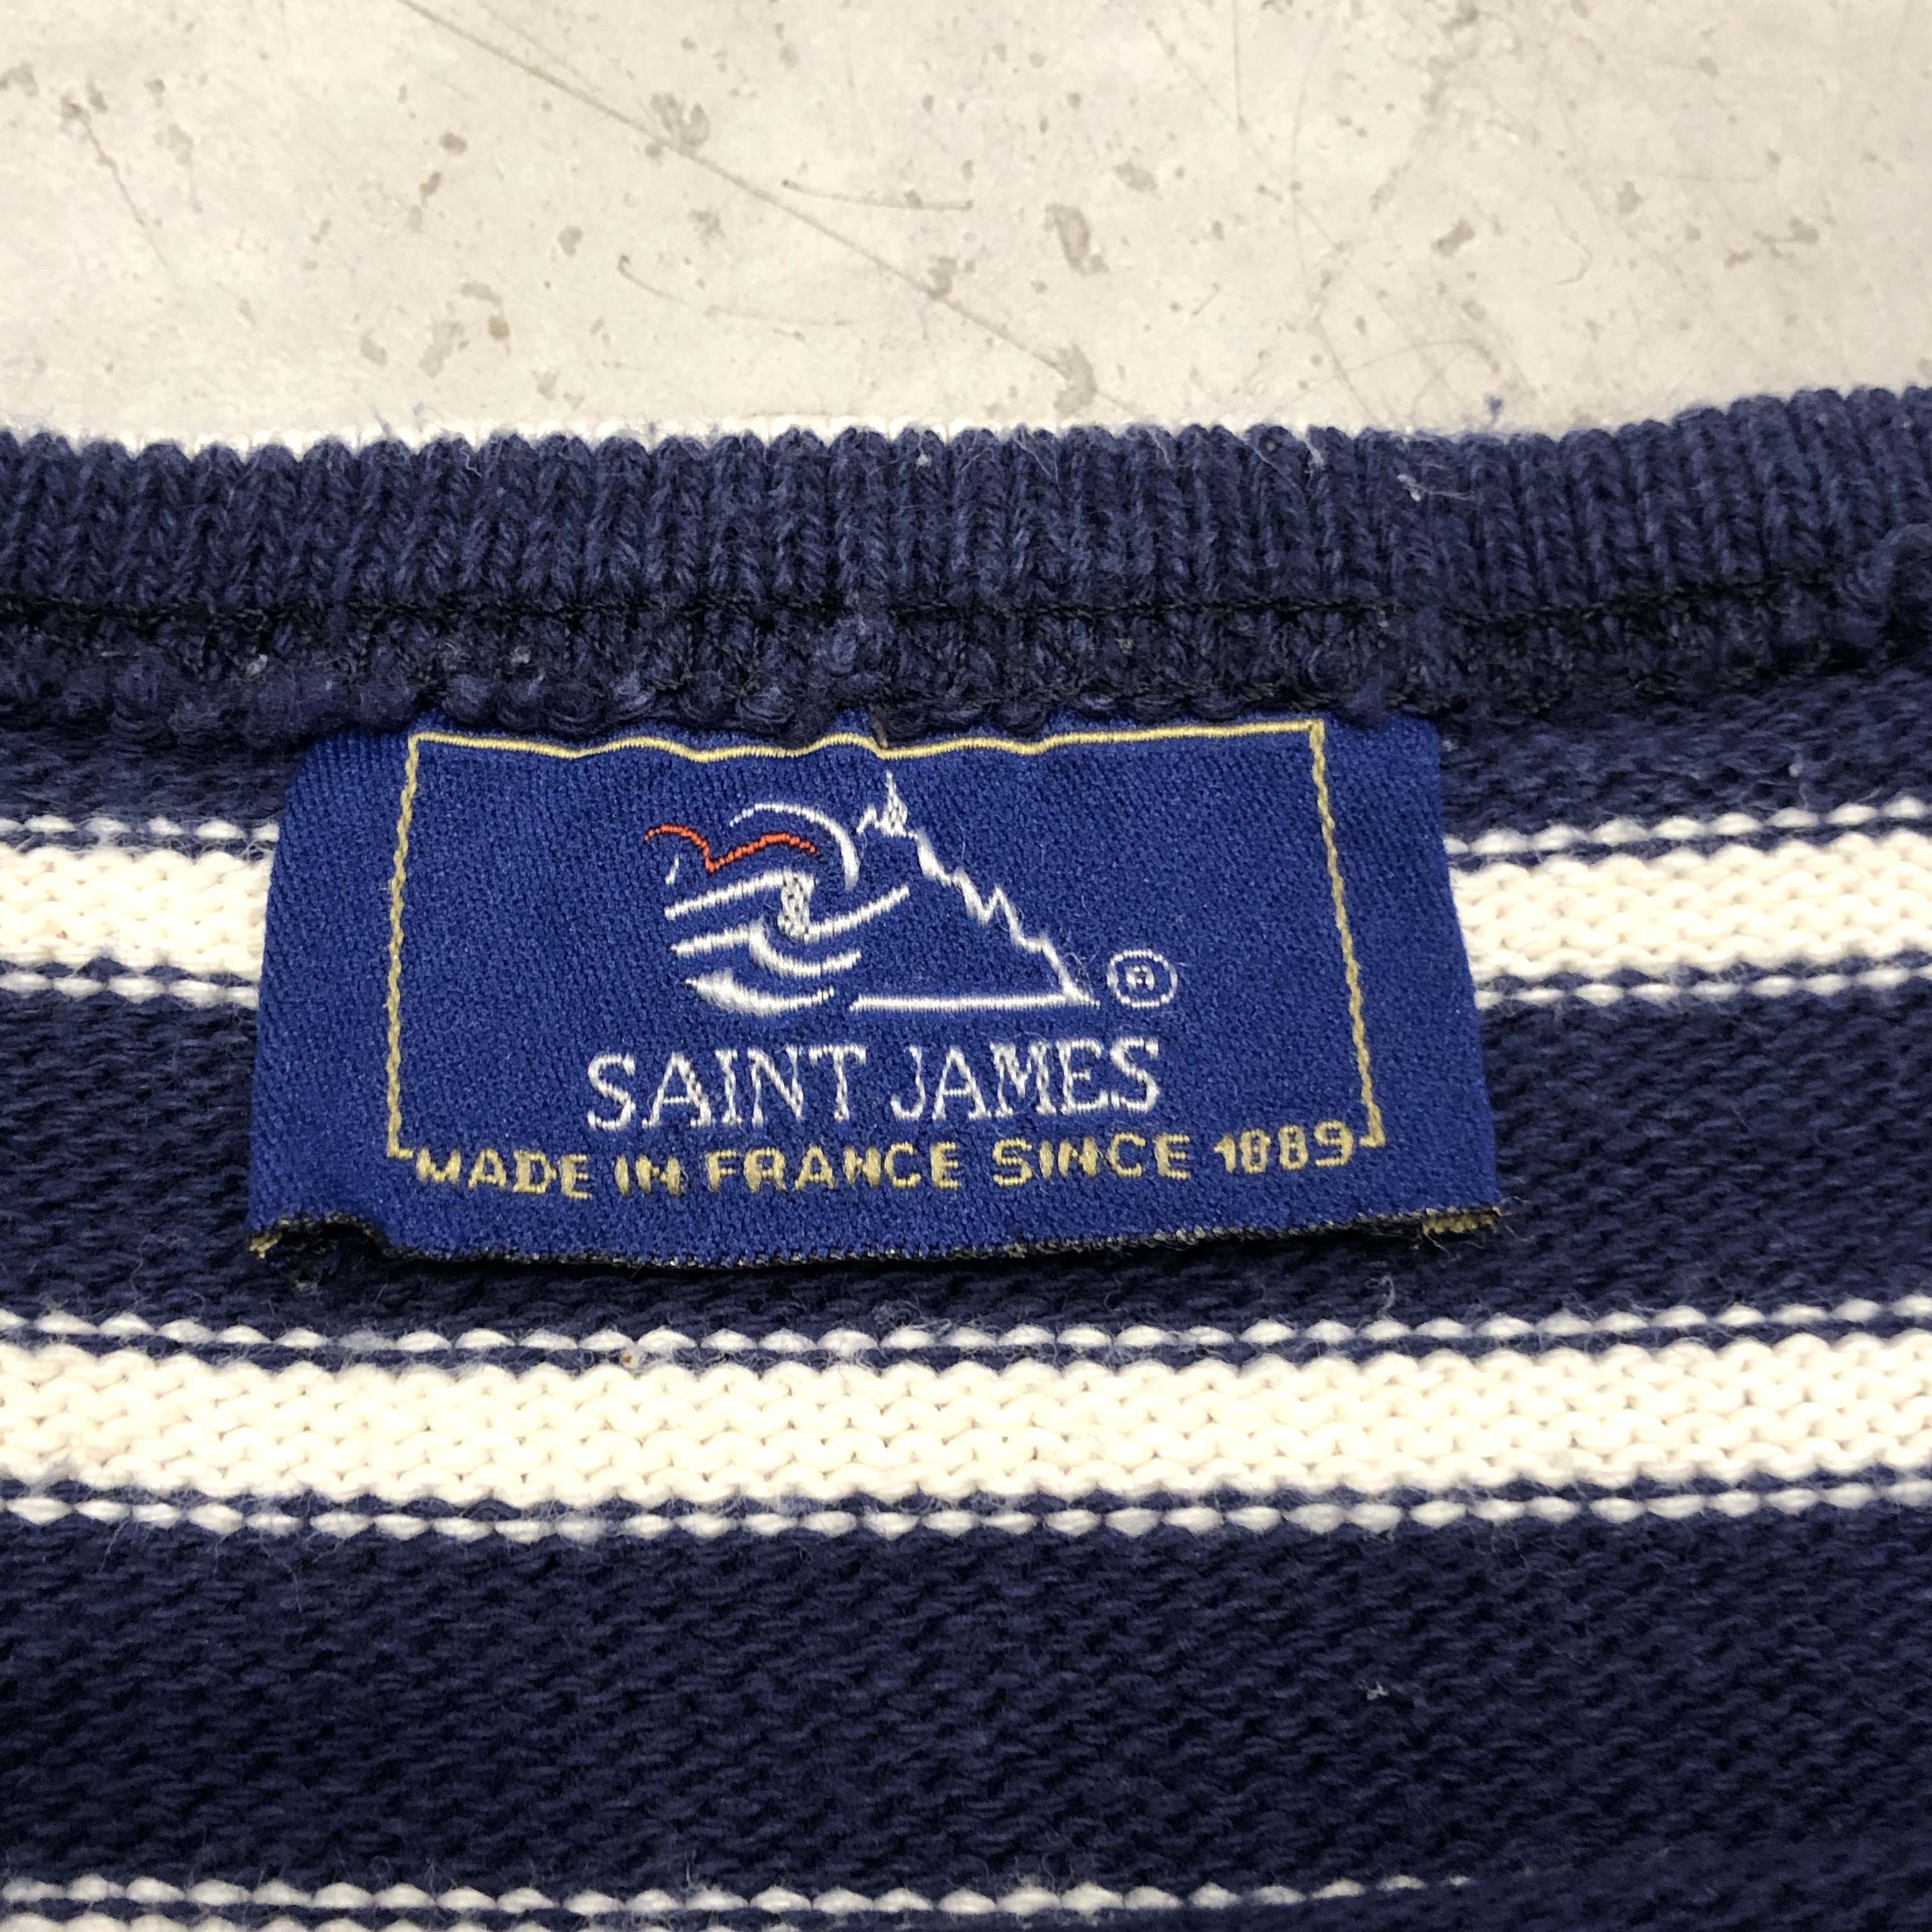 ®
SAINT JAMES
MADE IN FRANCE SINCE 1889